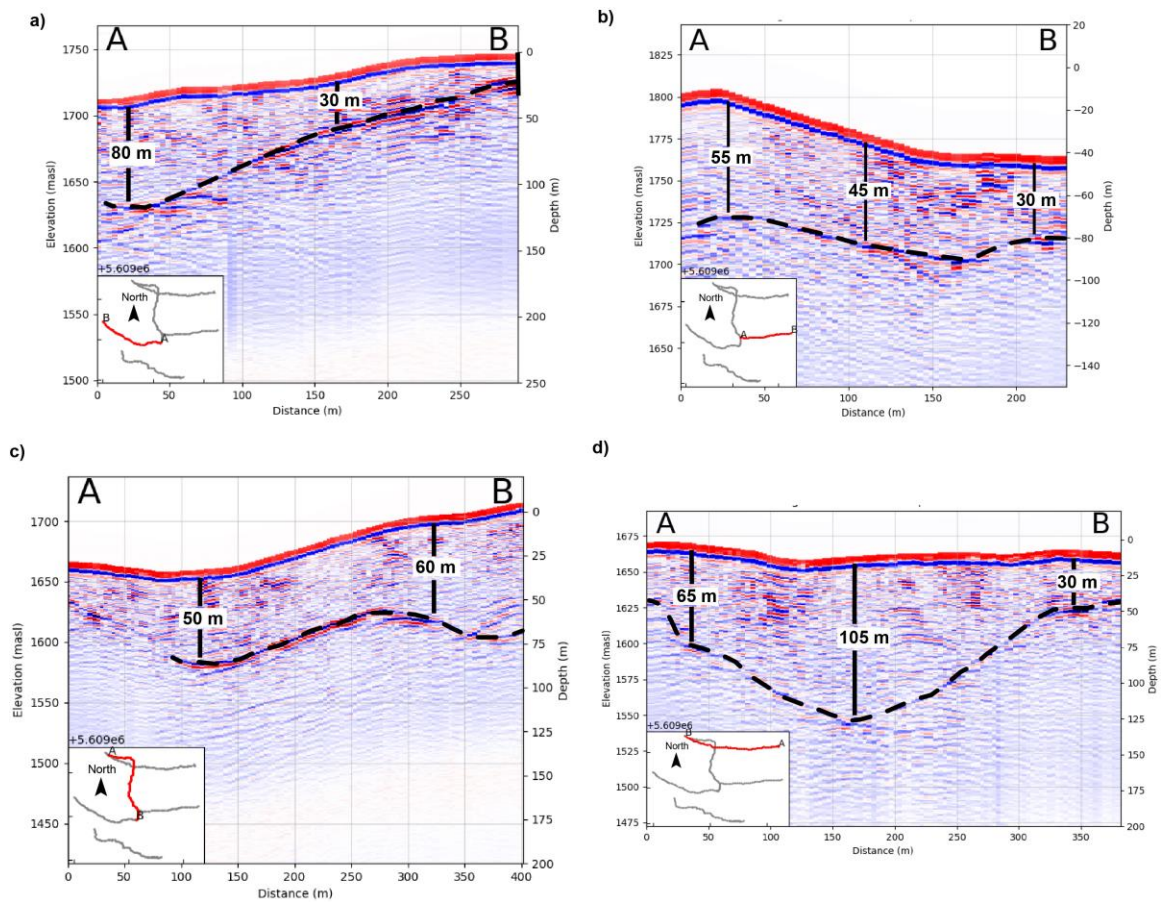 a)
A B
1750
1700
1650
1600
1550
1500
0
50
100
150
200
250
Elevation (masl)
Depth (m)
80 m
30 m
+5.609e6
North
B
A
0 50 100 150 200 250
Distance (m)
b)
A B
1825
1800
1775
1750
1725
1700
1675
1650
20
0
−20
−40
−60
−80
−100
−120
−140
Elevation (masl)
Depth (m)
55 m
45 m
30 m
+5.609e6
North
A
B
0 50 100 150 200
Distance (m)
c)
A B
1700
1650
1600
1550
1500
1450
0
25
50
75
100
125
150
175
200
Elevation (masl)
Depth (m)
50 m
60 m
+5.609e6
North
A
B
0 50 100 150 200 250 300 350 400
Distance (m)
d)
A B
1675
1650
1625
1600
1575
1550
1525
1500
1475
0
25
50
75
100
125
150
175
200
Elevation (masl)
Depth (m)
65 m
105 m
30 m
+5.609e6
North
B
A
0 50 100 150 200 250 300 350
Distance (m)